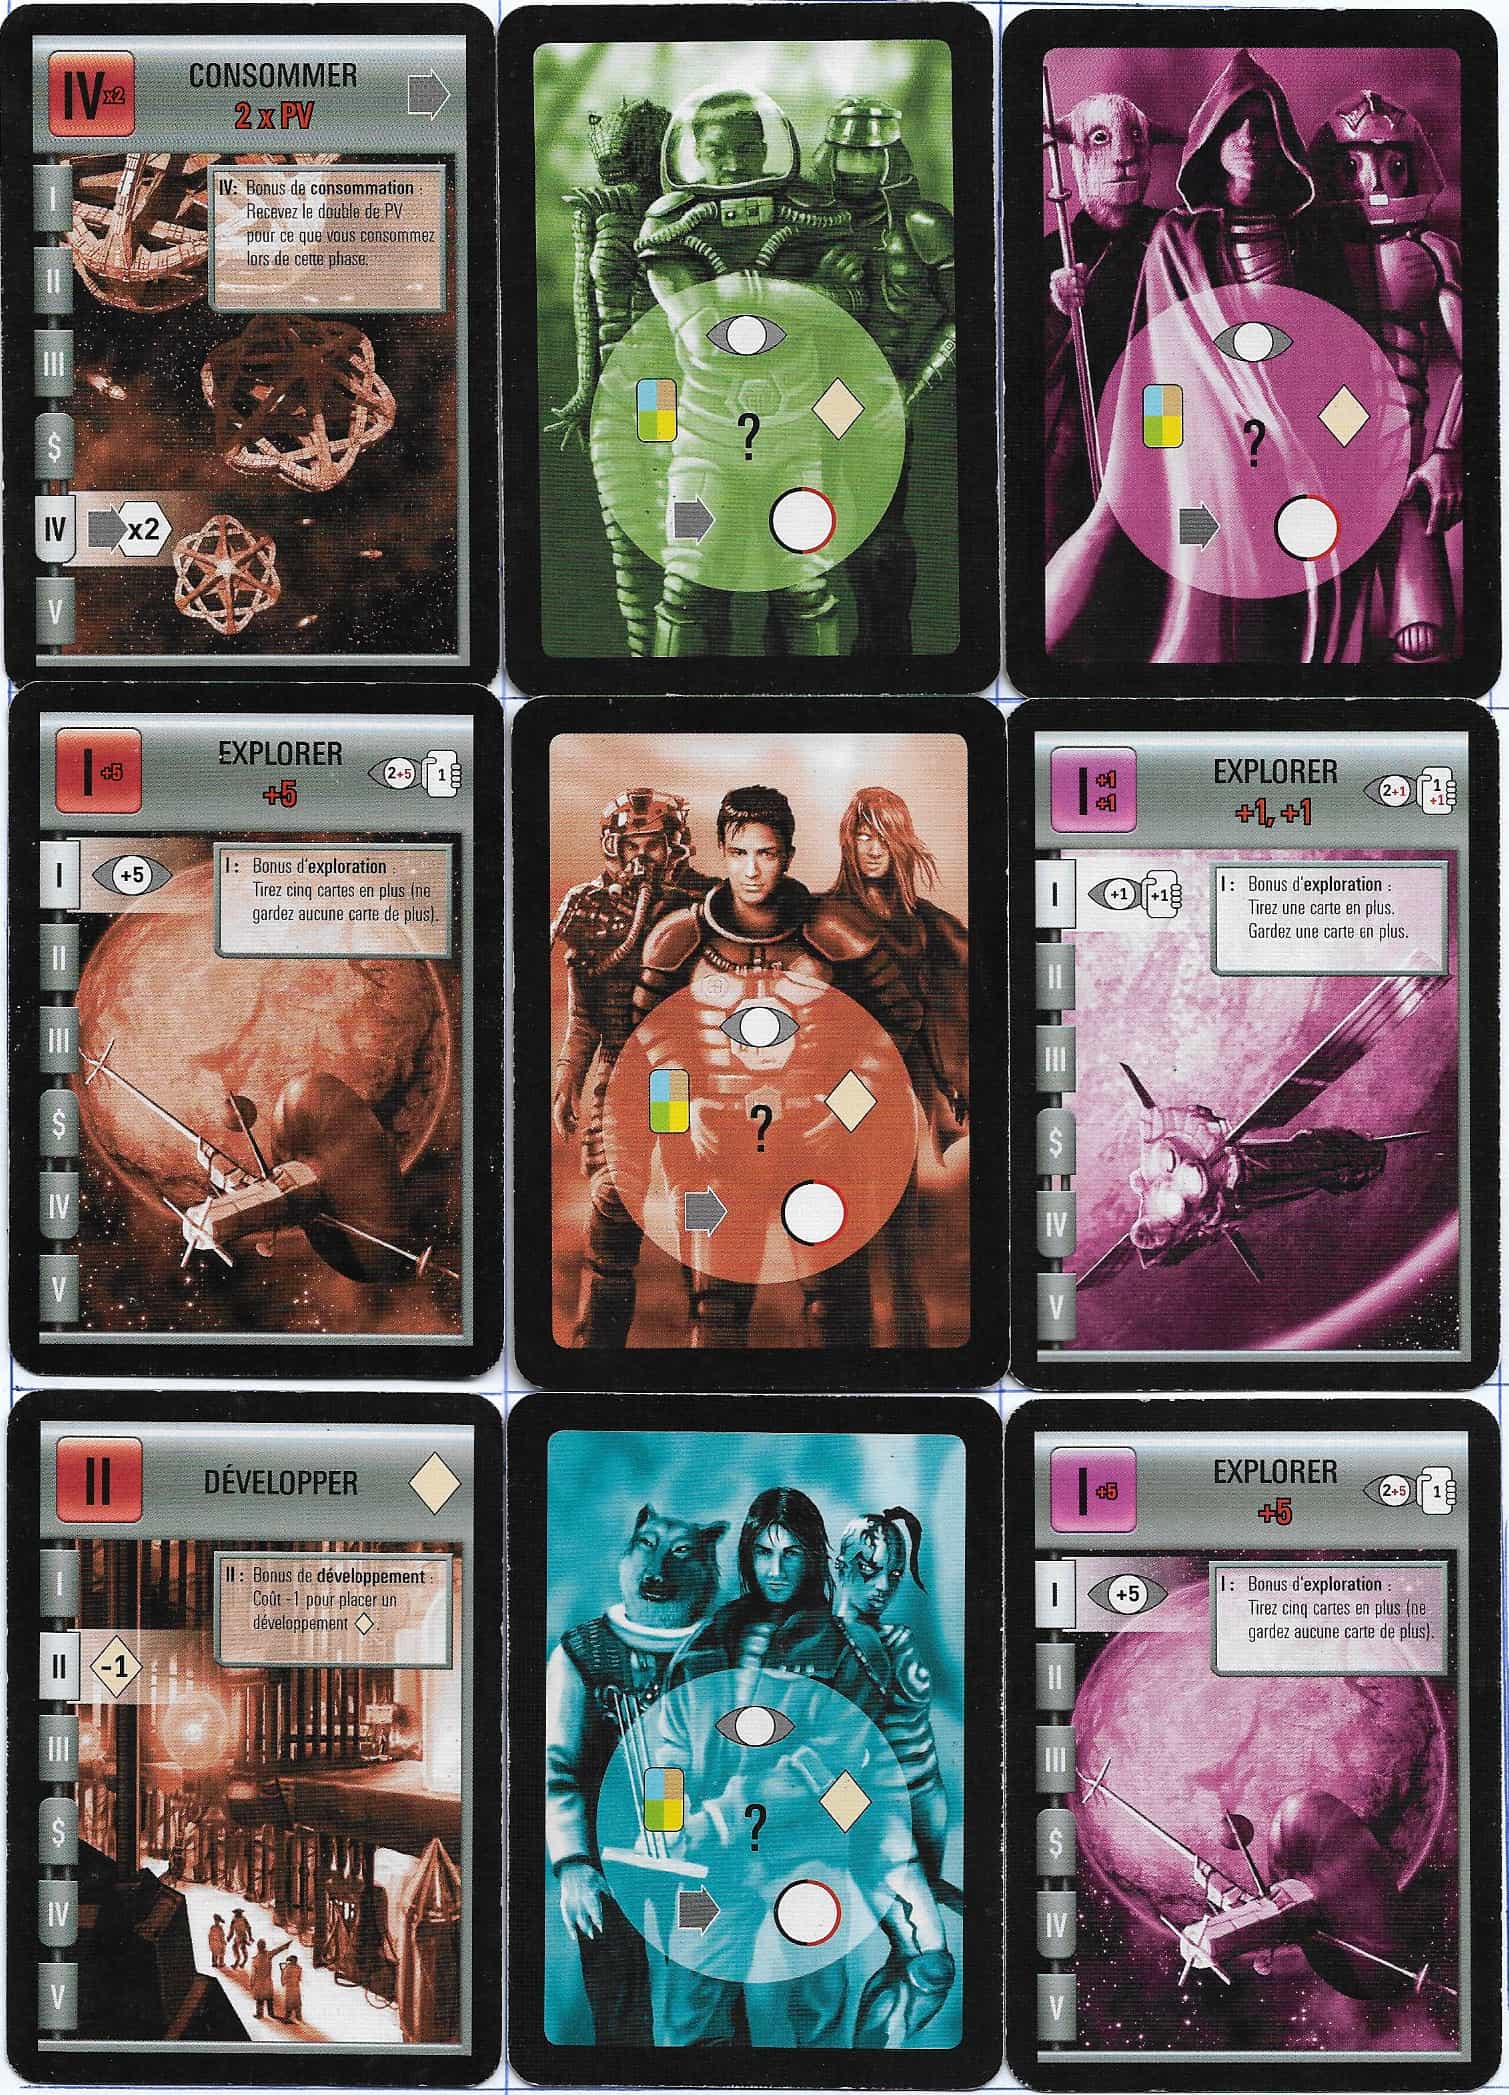 IV x2
CONSOMMER
2 x PV
IV: Bonus de consommation :
Recevez le double de PV
pour ce que vous consommez
lors de cette phase.
I
II
III
$
IV x2
V
?
?
I +5
EXPLORER
+5
2+5 1
I +5
I : Bonus d'exploration :
Tirez cinq cartes en plus (ne
gardez aucune carte de plus).
II
III
$
IV
V
?
I +1
+1
EXPLORER
+1, +1
2+1 1
+1
I +1 +1
I : Bonus d'exploration :
Tirez une carte en plus.
Gardez une carte en plus.
II
III
$
IV
V
II
DÉVELOPPER
I
II : Bonus de développement :
Coût -1 pour placer un
développement .
II -1
III
$
IV
V
?
I +5
EXPLORER
+5
2+5 1
I +5
I : Bonus d'exploration :
Tirez cinq cartes en plus (ne
gardez aucune carte de plus).
II
III
$
IV
V